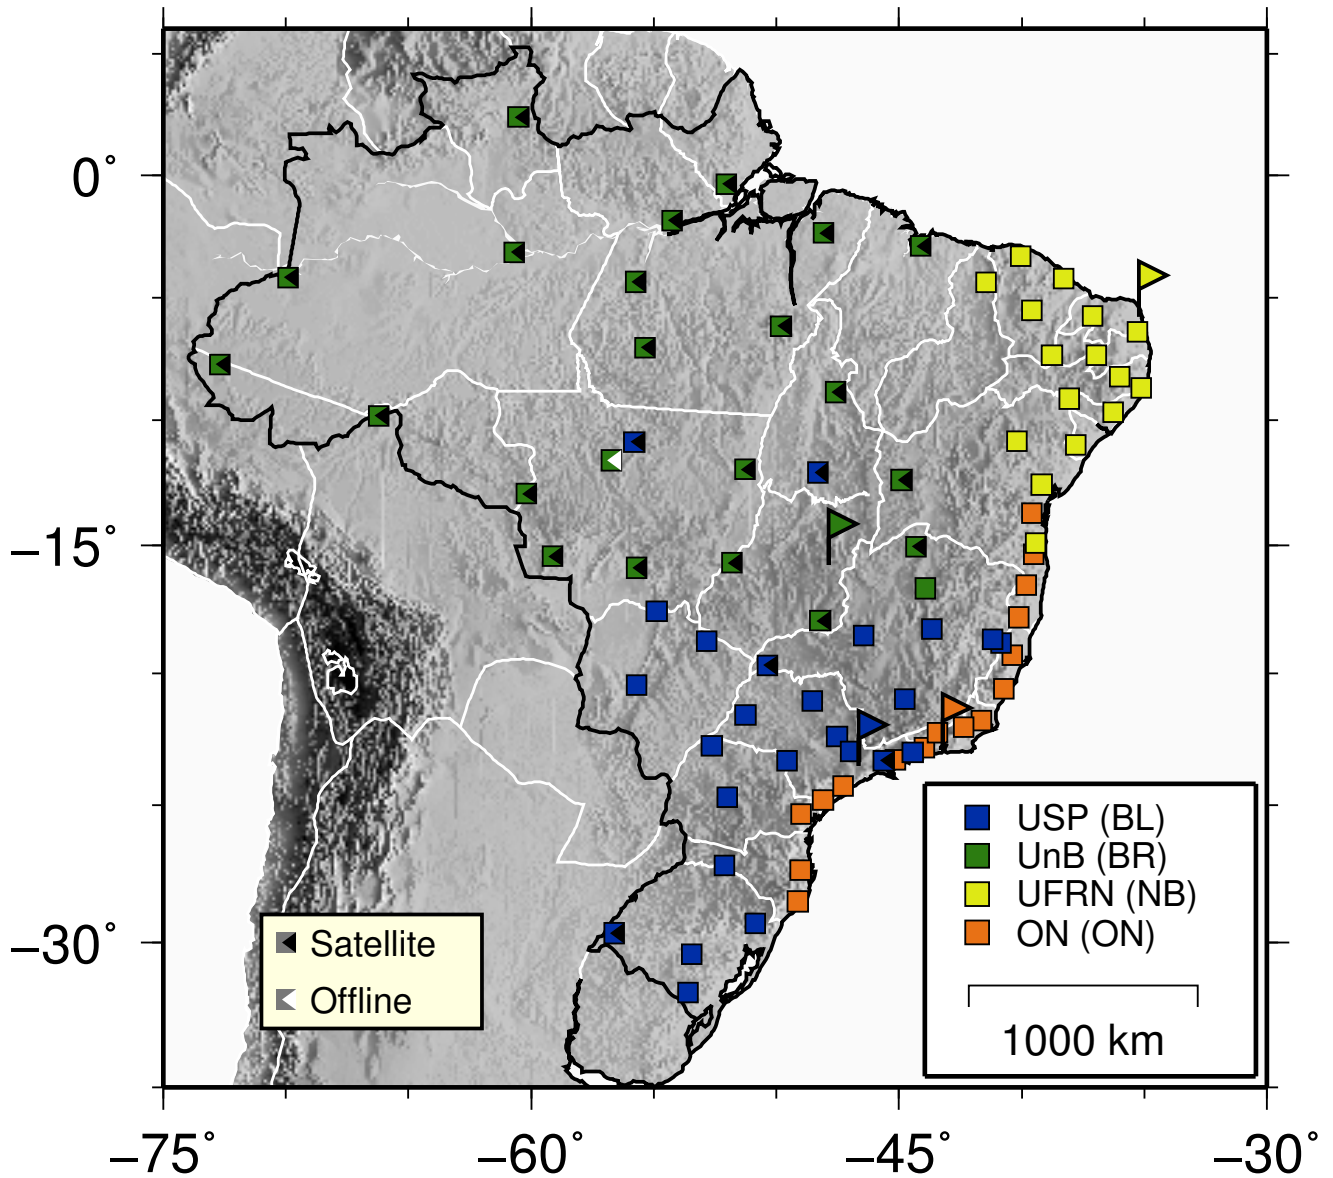 0°
−15°
−30°
USP (BL)
UnB (BR)
UFRN (NB)
ON (ON)
1000 km
Satellite
Offline
−75°
−60°
−45°
−30°